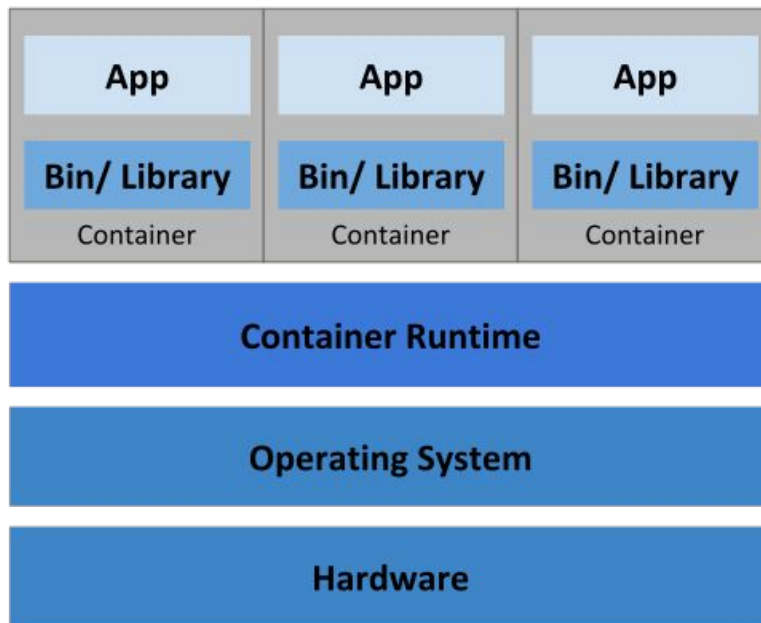 App App App
Bin/ Library Bin/ Library Bin/ Library
Container Container Container
Container Runtime
Operating System
Hardware